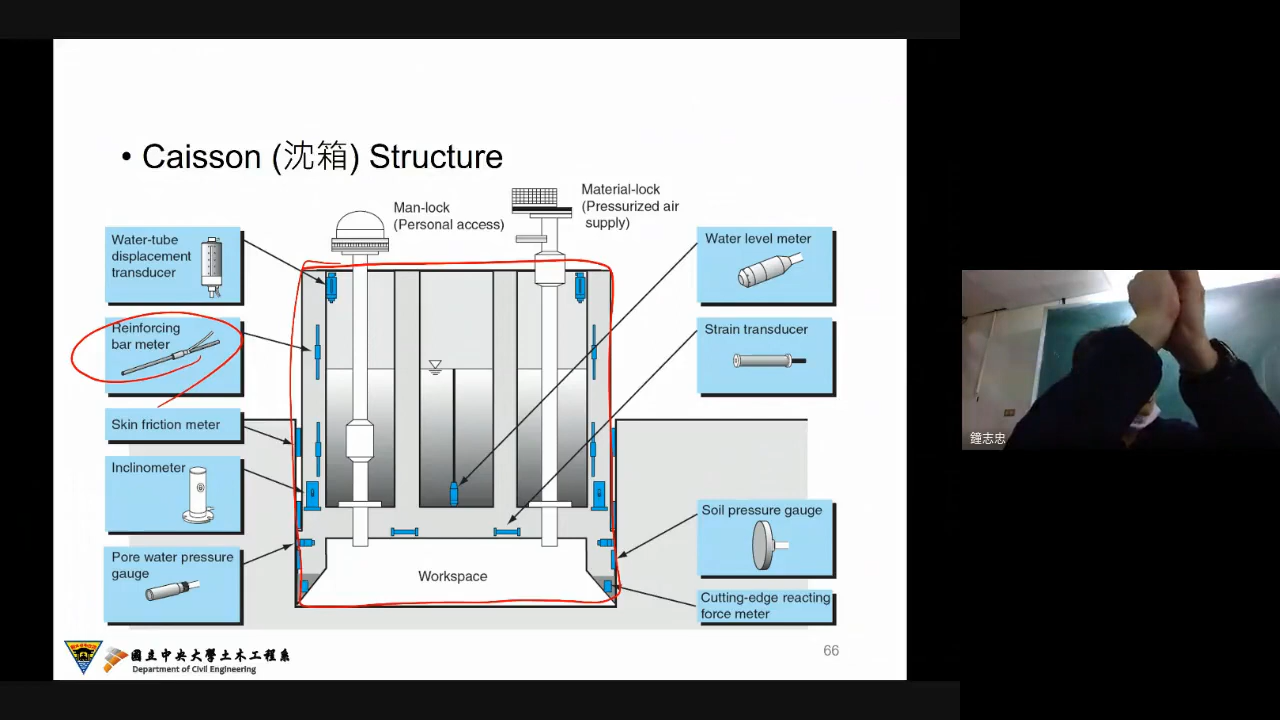 • Caisson (沈箱) Structure
Man-lock
(Personal access)
Material-lock
(Pressurized air
supply)
Water-tube
displacement
transducer
Reinforcing
bar meter
Skin friction meter
Inclinometer
Pore water pressure
gauge
Water level meter
Strain transducer
Soil pressure gauge
Cutting-edge reacting
force meter
Workspace
國立中央大學土木工程系
Department of Civil Engineering
66
鐘志忠